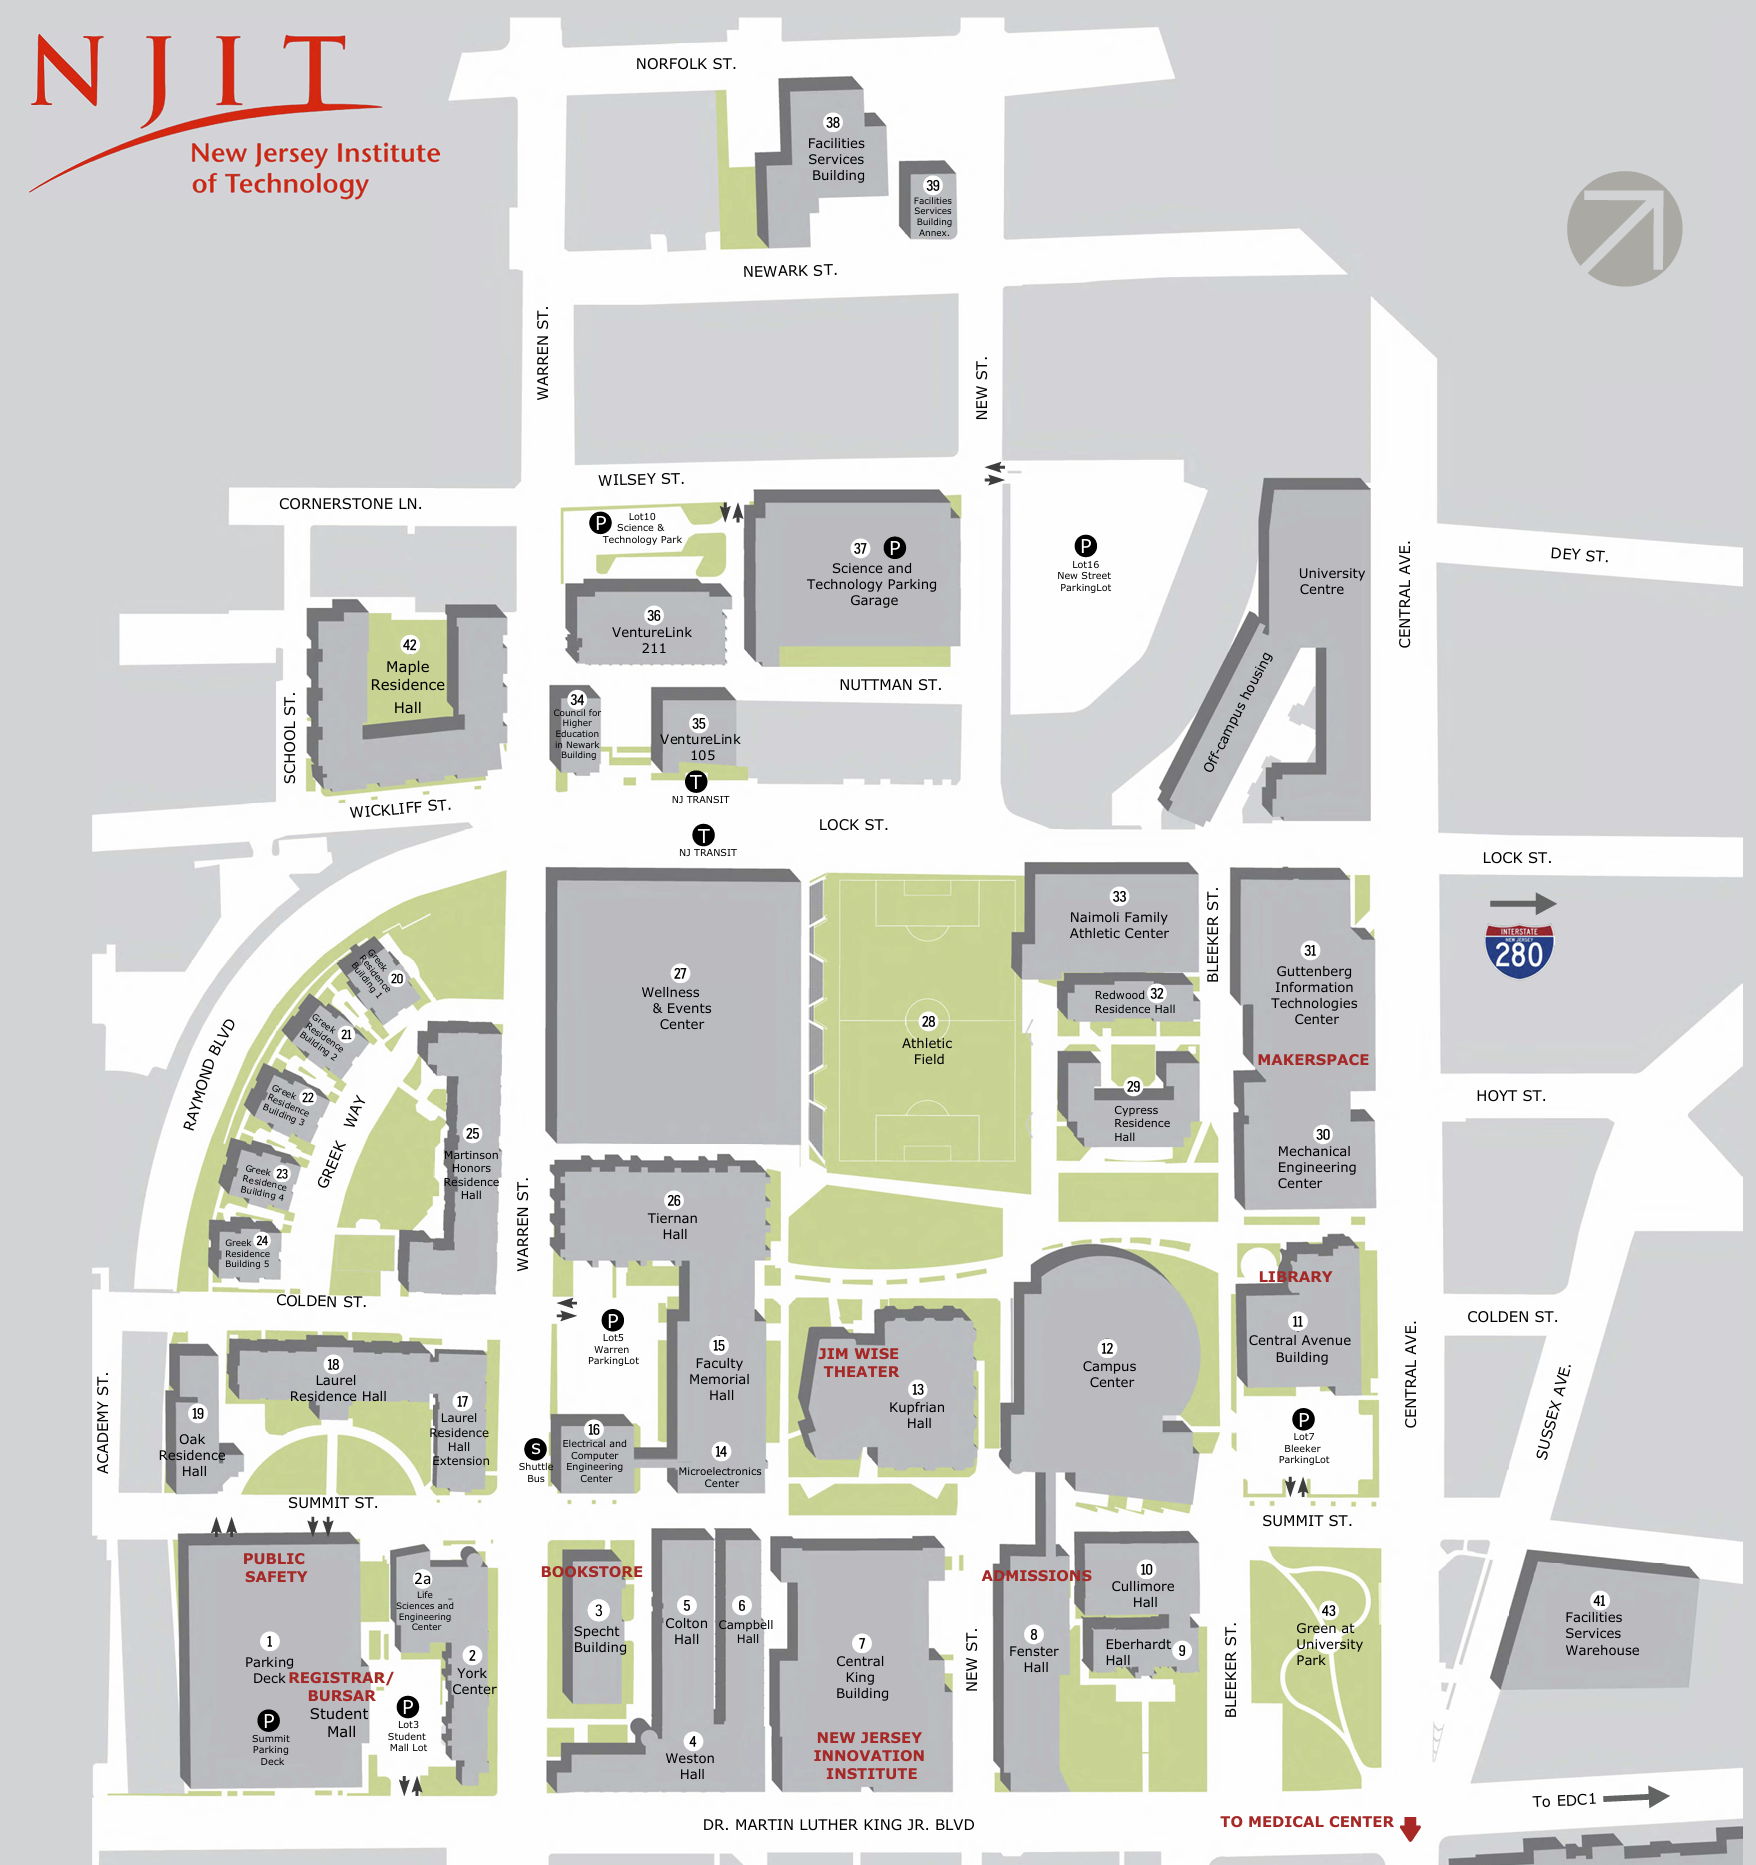 NJIT
New Jersey Institute
of Technology
NORFOLK ST.
38
Facilities
Services
Building
39
Facilities
Services
Building
Annex.
NEWARK ST.
WARREN ST.
NEW ST.
WILSEY ST.
CORNERSTONE LN.
P
Lot10
Science &
Technology Park
37
P
Science and
Technology Parking
Garage
P
Lot16
New Street
ParkingLot
University
Centre
CENTRAL AVE.
DEY ST.
36
VentureLink
211
42
Maple
Residence
Hall
SCHOOL ST.
NUTTMAN ST.
34
Council for
Higher
Education
in Newark
Building
35
VentureLink
105
T
NJ TRANSIT
Off-campus housing
WICKLIFF ST.
LOCK ST.
T
NJ TRANSIT
LOCK ST.
33
Naimoli Family
Athletic Center
BLEEKER ST.
INTERSTATE
NEW JERSEY
280
31
Guttenberg
Information
Technologies
Center
MAKERSPACE
27
Wellness
& Events
Center
Redwood
32
Residence Hall
28
Athletic
Field
29
Cypress
Residence
Hall
HOYT ST.
30
Mechanical
Engineering
Center
20
Greek
Residence
Building 1
21
Greek
Residence
Building 2
22
Greek
Residence
Building 3
23
Greek
Residence
Building 4
24
Greek
Residence
Building 5
RAYMOND BLVD
GREEK WAY
25
Martinson
Honors
Residence
Hall
WARREN ST.
26
Tiernan
Hall
LIBRARY
11
Central Avenue
Building
COLDEN ST.
COLDEN ST.
P
Lot5
Warren
ParkingLot
15
Faculty
Memorial
Hall
JIM WISE
THEATER
13
Kupfrian
Hall
12
Campus
Center
CENTRAL AVE.
SUSSEX AVE.
ACADEMY ST.
18
Laurel
Residence Hall
17
Laurel
Residence
Hall
Extension
19
Oak
Residence
Hall
S
Shuttle
Bus
16
Electrical and
Computer
Engineering
Center
14
Microelectronics
Center
P
Lot7
Bleeker
ParkingLot
SUMMIT ST.
SUMMIT ST.
PUBLIC
SAFETY
2a
Life
Sciences and
Engineering
Center
BOOKSTORE
3
Specht
Building
5
Colton
Hall
6
Campbell
Hall
7
Central
King
Building
ADMISSIONS
8
Fenster
Hall
10
Cullimore
Hall
Eberhardt
Hall
9
43
Green at
University
Park
41
Facilities
Services
Warehouse
1
Parking
Deck
REGISTRAR/
BURSAR
Student
Mall
P
Summit
Parking
Deck
P
Lot3
Student
Mall Lot
2
York
Center
4
Weston
Hall
NEW JERSEY
INNOVATION
INSTITUTE
NEW ST.
BLEEKER ST.
To EDC1
DR. MARTIN LUTHER KING JR. BLVD
TO MEDICAL CENTER